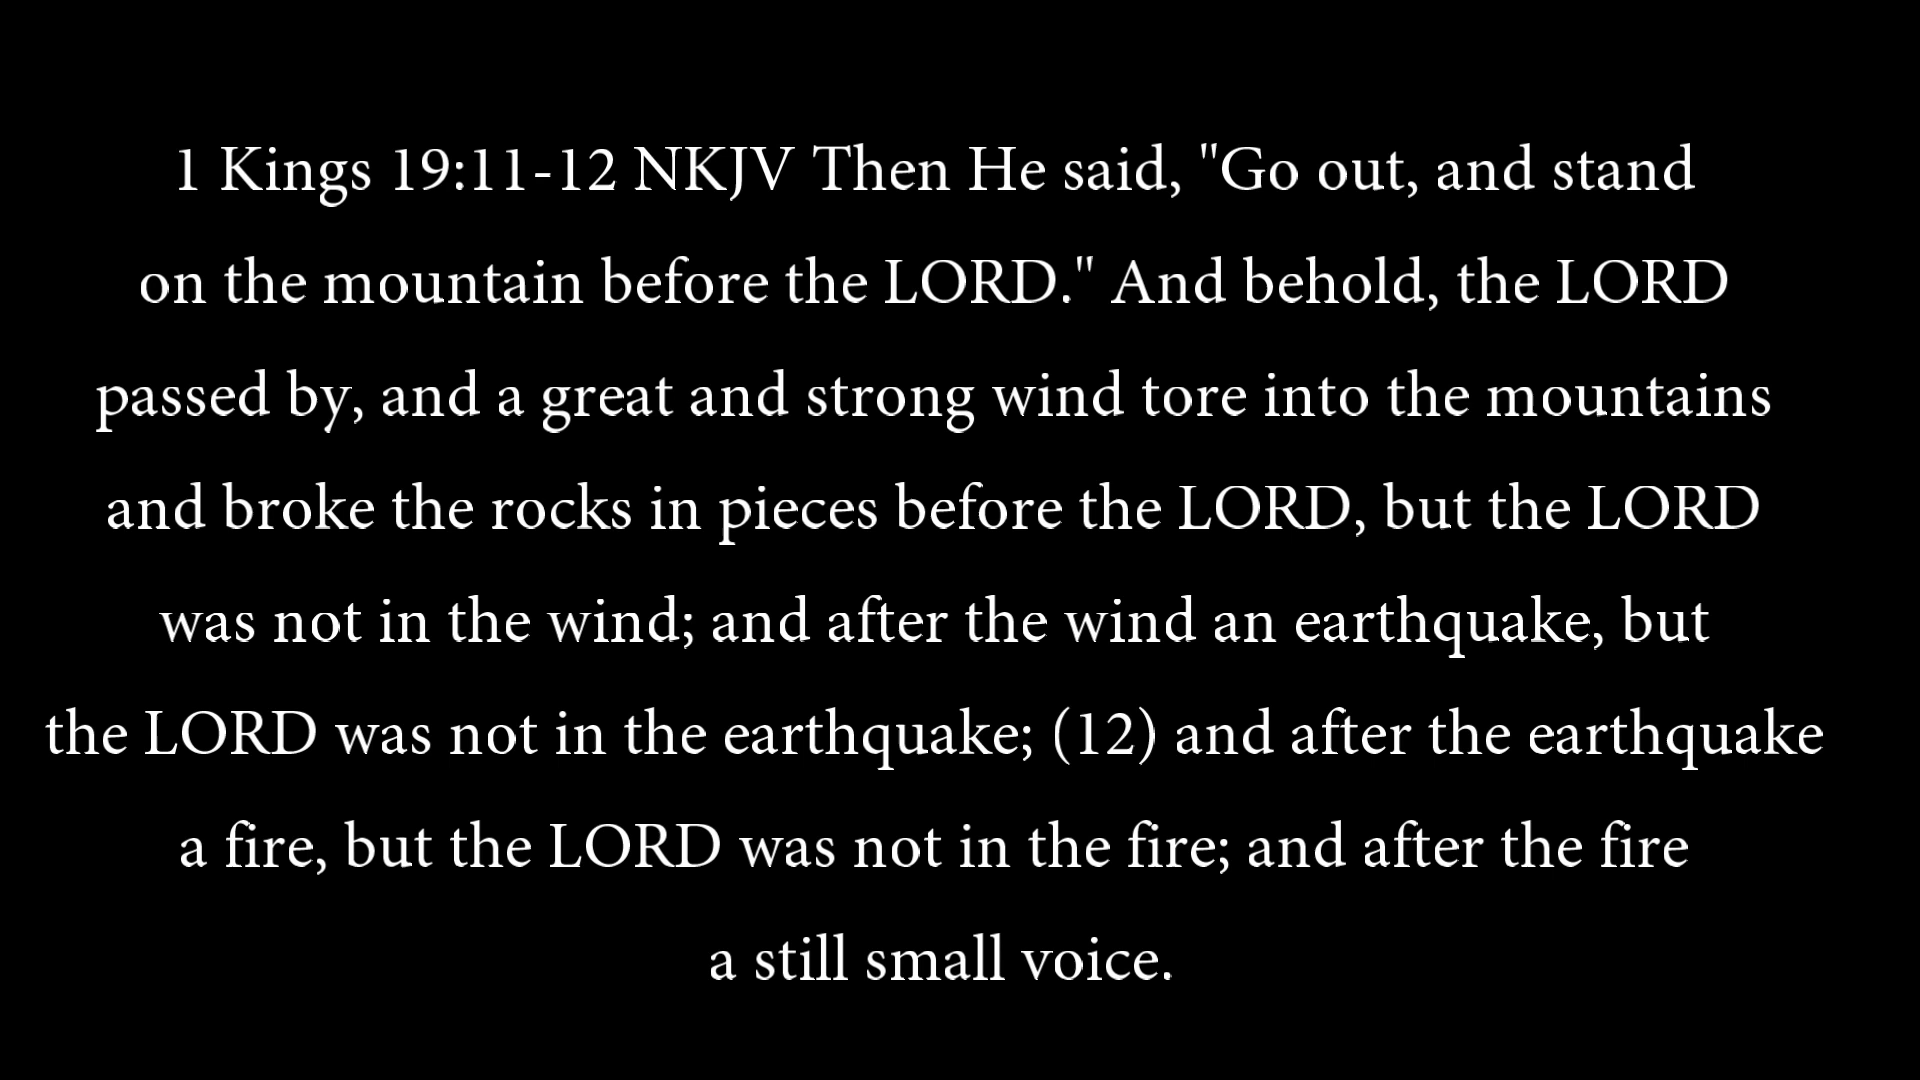 1 Kings 19:11-12 NKJV Then He said, "Go out, and stand
on the mountain before the LORD." And behold, the LORD
passed by, and a great and strong wind tore into the mountains
and broke the rocks in pieces before the LORD, but the LORD
was not in the wind; and after the wind an earthquake, but
the LORD was not in the earthquake; (12) and after the earthquake
a fire, but the LORD was not in the fire; and after the fire
a still small voice.